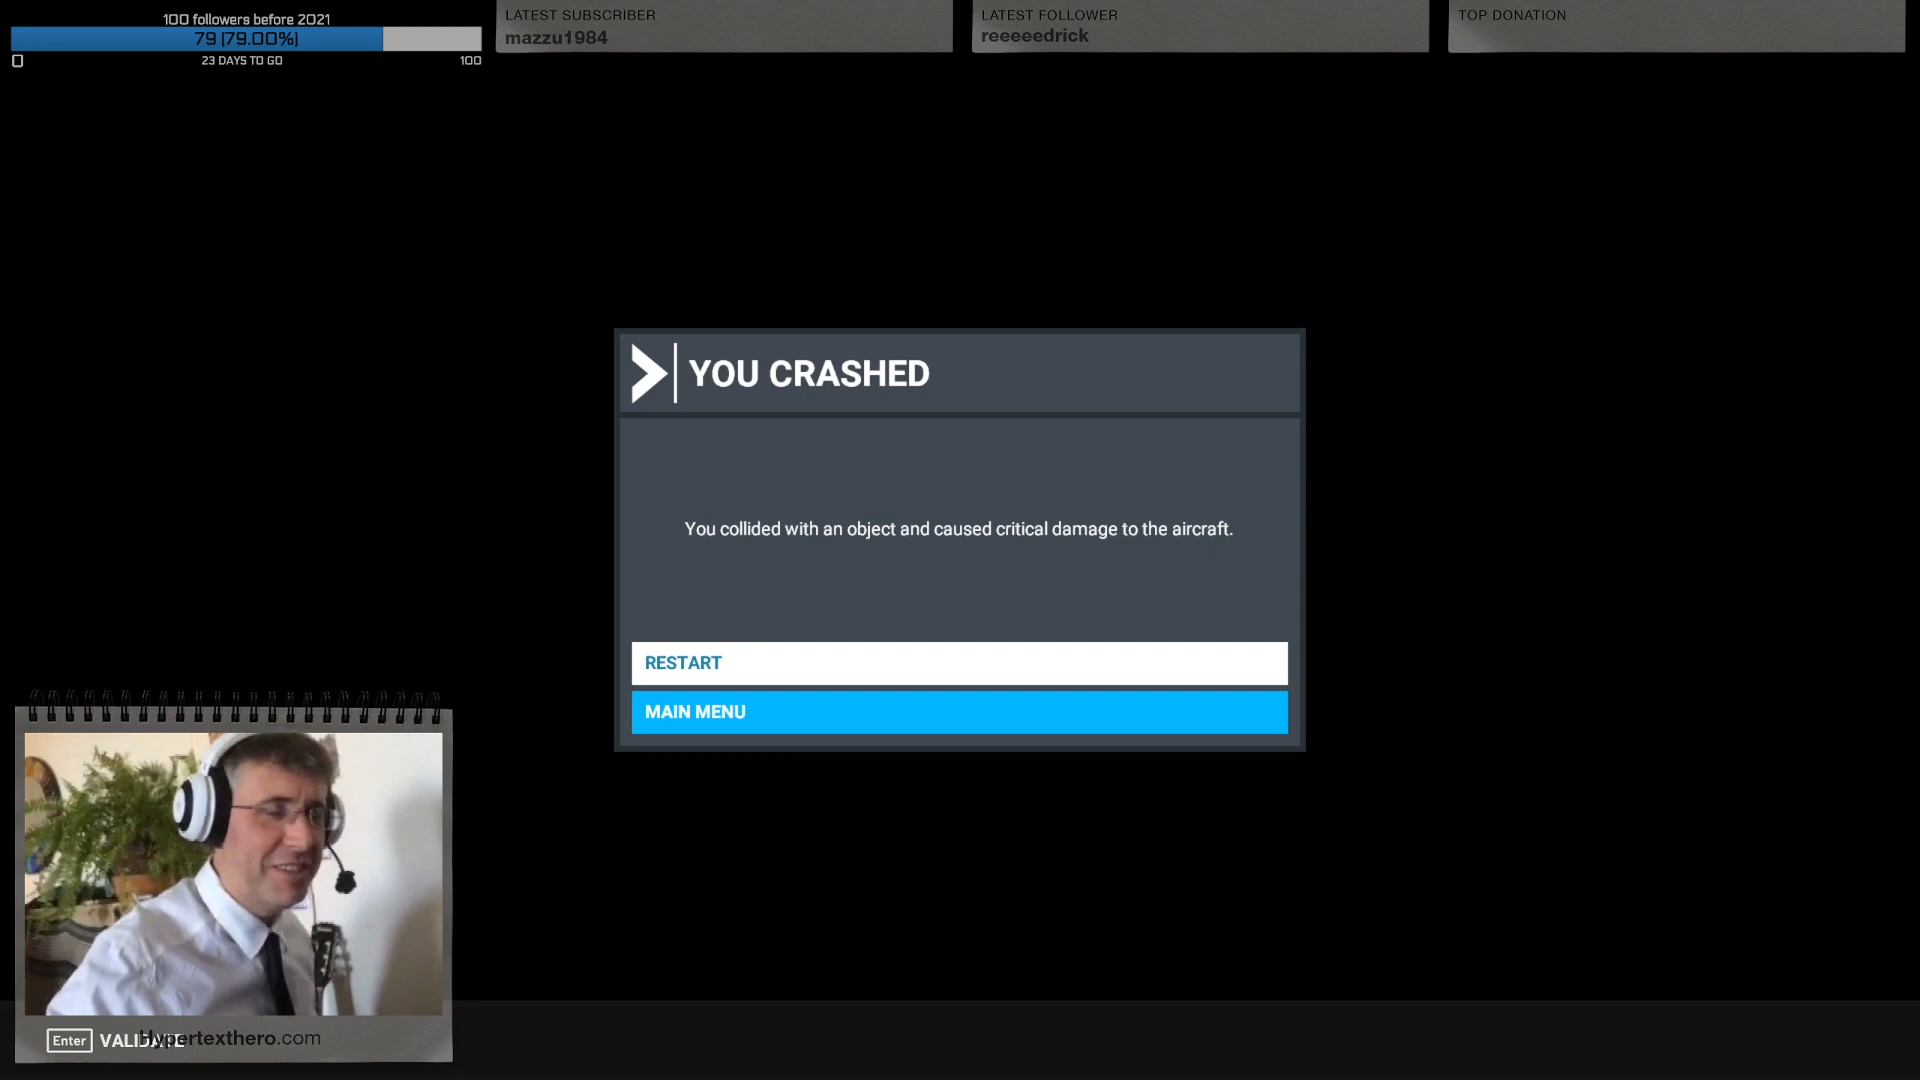 100 followers before 2021
79 (79.00%)
0
23 DAYS TO GO
100
LATEST SUBSCRIBER
mazzu1984
LATEST FOLLOWER
reeeeedrick
TOP DONATION
YOU CRASHED
You collided with an object and caused critical damage to the aircraft.
RESTART
MAIN MENU
Enter VALIDATE
Hypertexthero.com